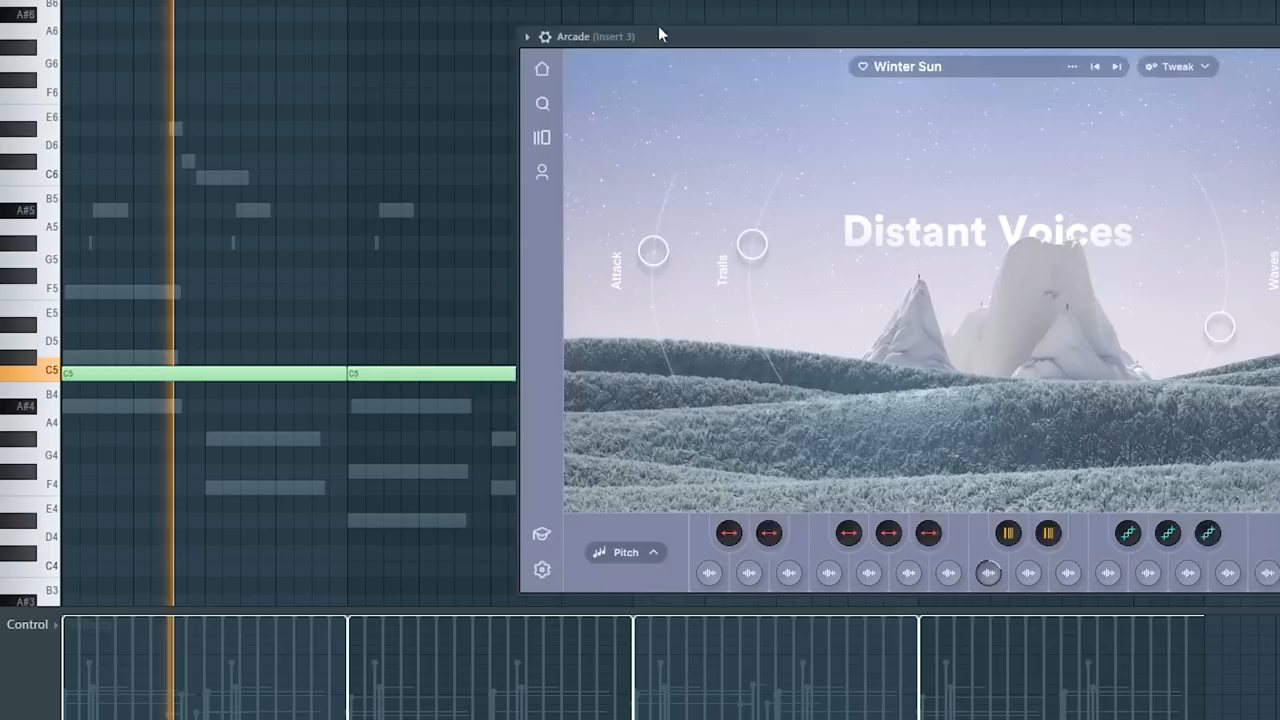 B6
A#6
A6
G6
F6
E6
D6
C6
B5
A#5
A5
G5
F5
E5
D5
C5
B4
A#4
A4
G4
F4
E4
D4
C4
B3
A#3
C5
C5
Control
Arcade (Insert 3)
Winter Sun
Tweak
Distant Voices
Attack
Trails
Waves
Pitch